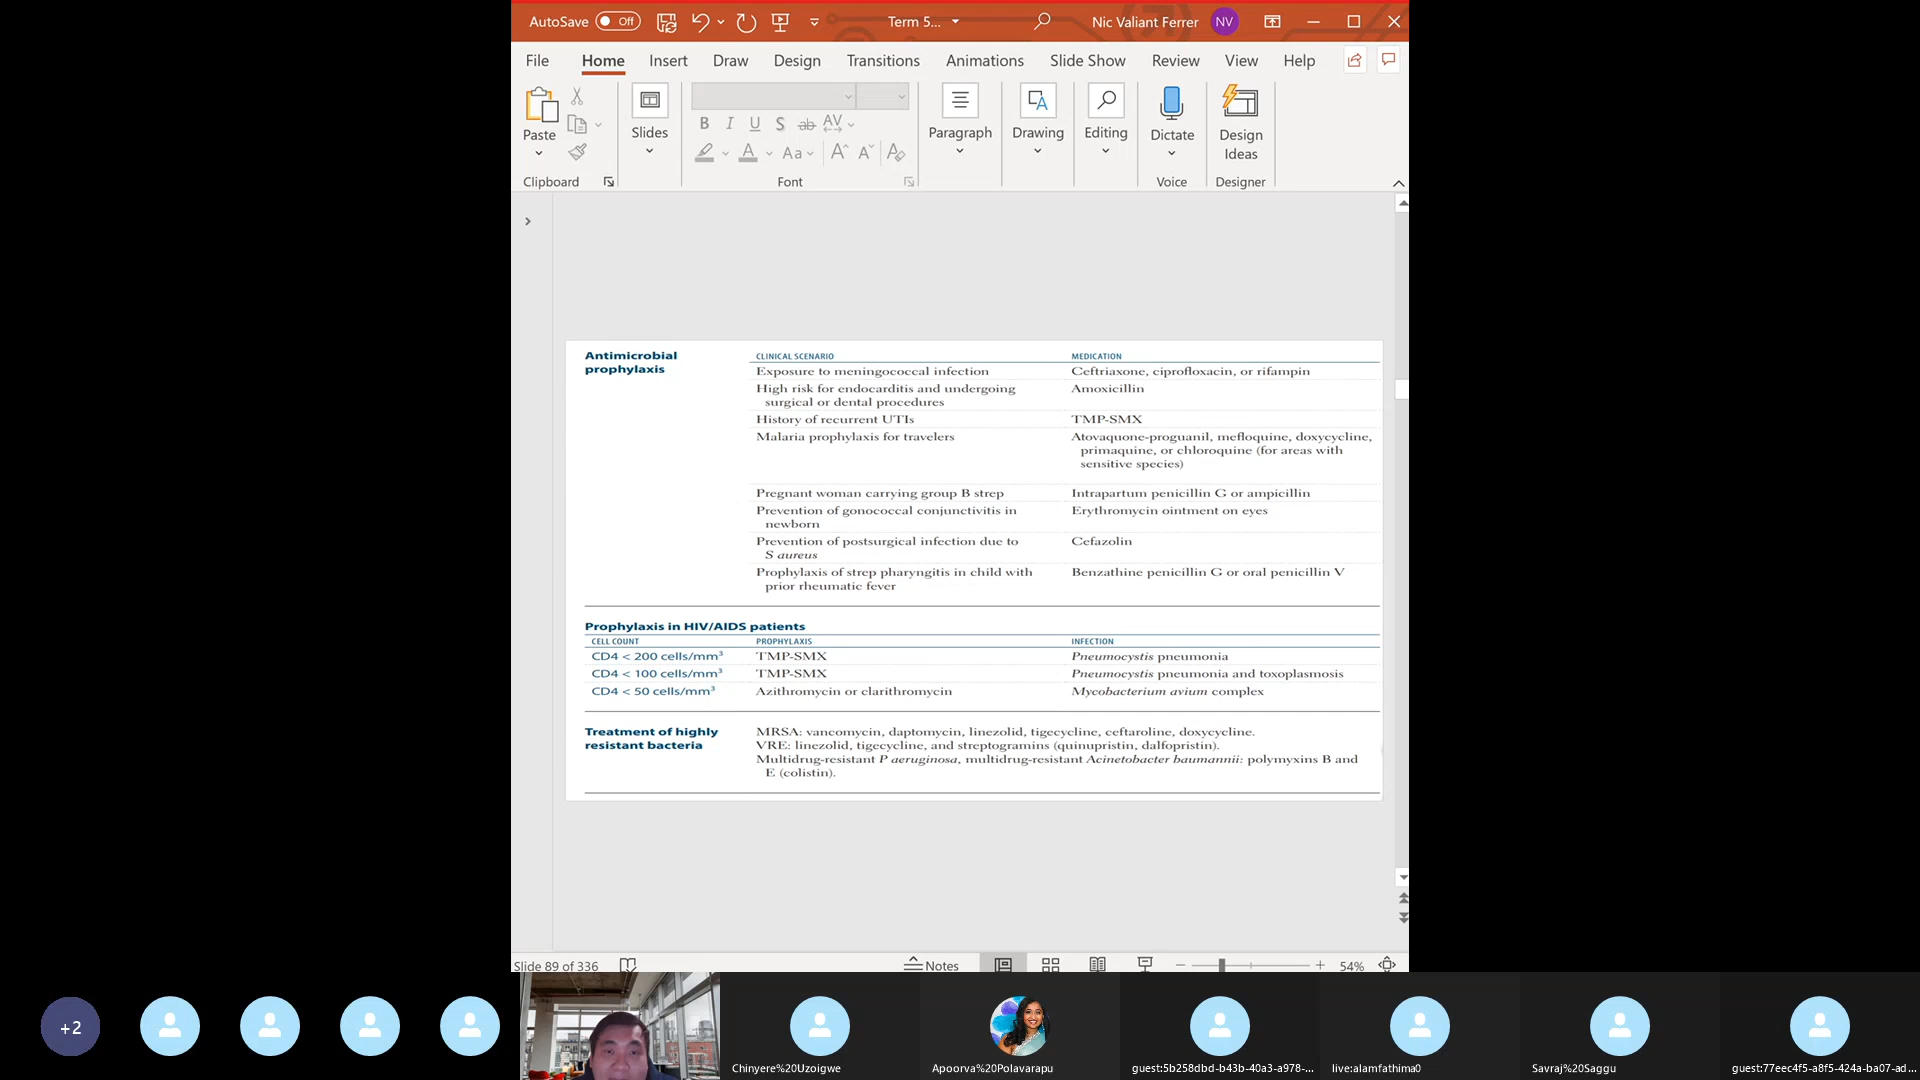 AutoSave Off Term 5... Nic Valiant Ferrer NV
File Home Insert Draw Design Transitions Animations Slide Show Review View Help
Paste Slides B I U S ab AV Aa A A A Paragraph Drawing Editing Dictate Design Ideas
Clipboard Font Voice Designer
Antimicrobial prophylaxis
CLINICAL SCENARIO MEDICATION
Exposure to meningococcal infection Ceftriaxone, ciprofloxacin, or rifampin
High risk for endocarditis and undergoing Amoxicillin
surgical or dental procedures
History of recurrent UTIs TMP-SMX
Malaria prophylaxis for travelers Atovaquone-proguanil, mefloquine, doxycycline,
primaquine, or chloroquine (for areas with
sensitive species)
Pregnant woman carrying group B strep Intrapartum penicillin G or ampicillin
Prevention of gonococcal conjunctivitis in Erythromycin ointment on eyes
newborn
Prevention of postsurgical infection due to Cefazolin
S aureus
Prophylaxis of strep pharyngitis in child with Benzathine penicillin G or oral penicillin V
prior rheumatic fever
Prophylaxis in HIV/AIDS patients
CELL COUNT PROPHYLAXIS INFECTION
CD4 < 200 cells/mm³ TMP-SMX Pneumocystis pneumonia
CD4 < 100 cells/mm³ TMP-SMX Pneumocystis pneumonia and toxoplasmosis
CD4 < 50 cells/mm³ Azithromycin or clarithromycin Mycobacterium avium complex
Treatment of highly resistant bacteria
MRSA: vancomycin, daptomycin, linezolid, tigecycline, ceftaroline, doxycycline.
VRE: linezolid, tigecycline, and streptogramins (quinupristin, dalfopristin).
Multidrug-resistant P aeruginosa, multidrug-resistant Acinetobacter baumannii: polymyxins B and
E (colistin).
Slide 89 of 336 Notes 54%
+2
Chinyere%20Uzoigwe Apoorva%20Polavarapu guest:5b258dbd-b43b-40a3-a978-... live:alamfathima0 Savraj%20Saggu guest:77eec4f5-a8f5-424a-ba07-ad...